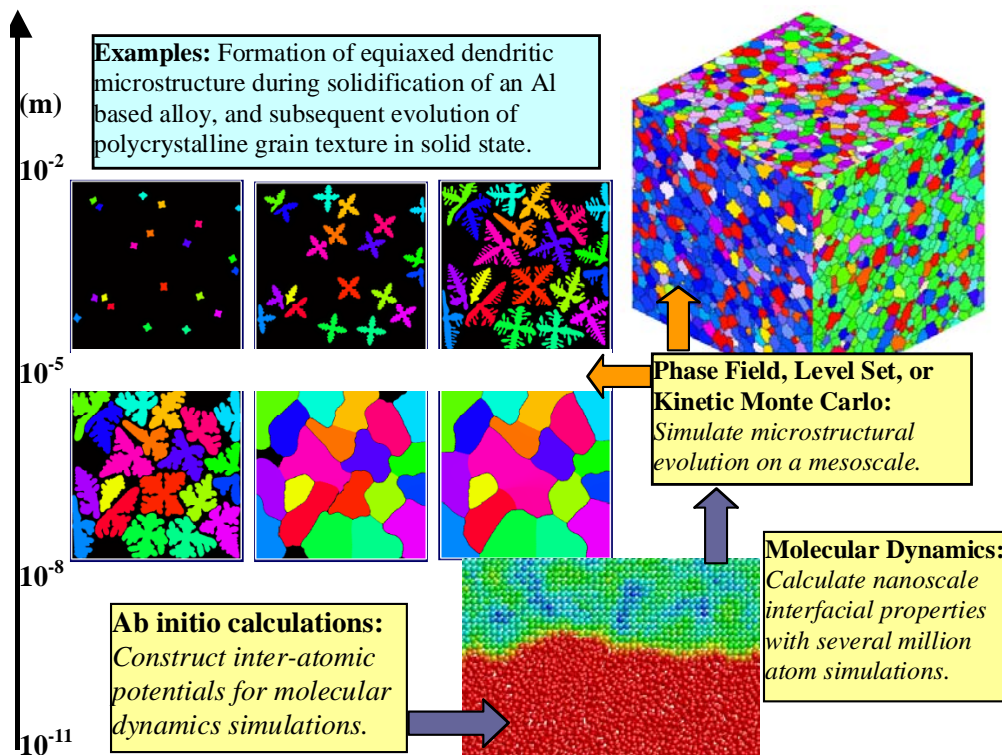 Examples: Formation of equiaxed dendritic
microstructure during solidification of an Al
based alloy, and subsequent evolution of
polycrystalline grain texture in solid state.
(m)
10⁻²
10⁻⁵
Phase Field, Level Set, or
Kinetic Monte Carlo:
Simulate microstructural
evolution on a mesoscale.
10⁻⁸
Molecular Dynamics:
Calculate nanoscale
interfacial properties
with several million
atom simulations.
Ab initio calculations:
Construct inter-atomic
potentials for molecular
dynamics simulations.
10⁻¹¹